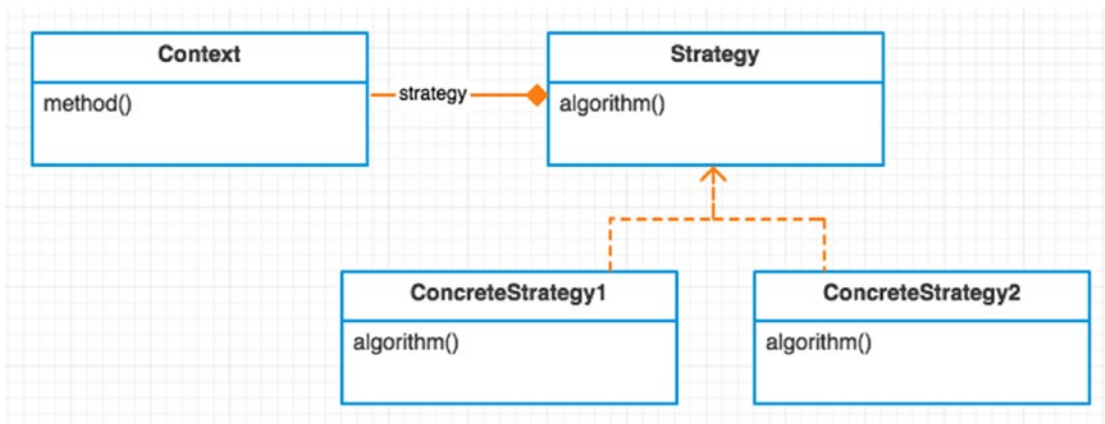 Context
method()
strategy
Strategy
algorithm()
ConcreteStrategy1
algorithm()
ConcreteStrategy2
algorithm()